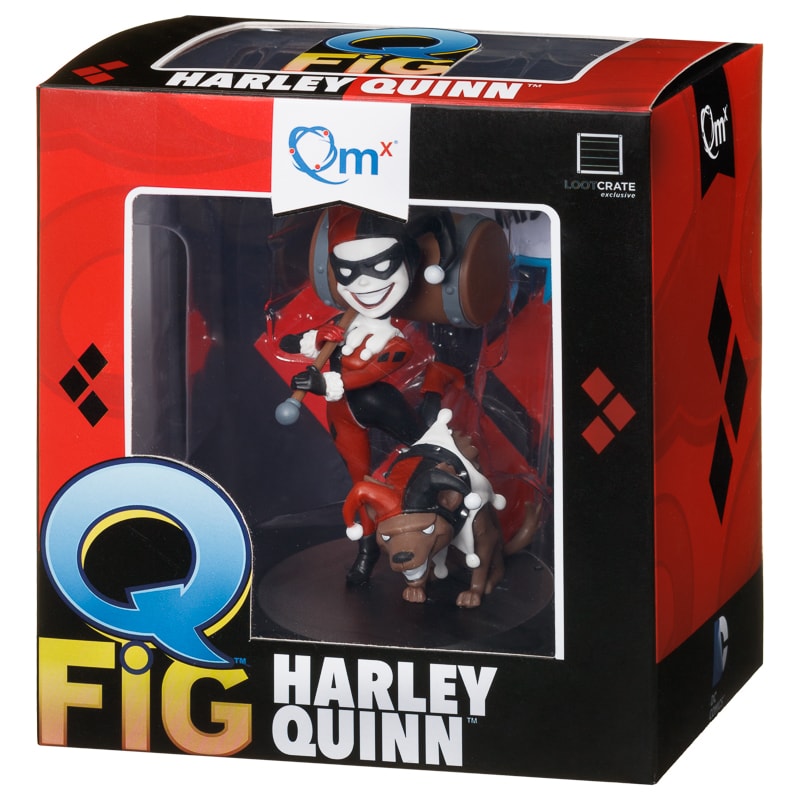 Q
FiG
HARLEY QUINN™
Qmx
LOOTCRATE
exclusive
Qmx
Q
FiG™
HARLEY
QUINN™